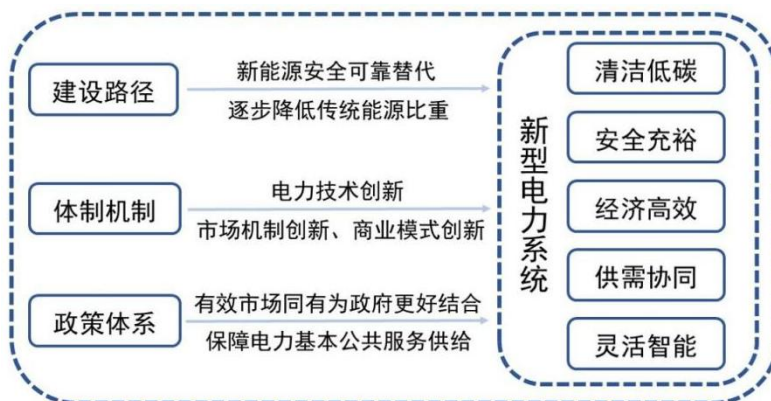 建设路径
新能源安全可靠替代
逐步降低传统能源比重
体制机制
电力技术创新
市场机制创新、商业模式创新
政策体系
有效市场同有为政府更好结合
保障电力基本公共服务供给
新型电力系统
清洁低碳
安全充裕
经济高效
供需协同
灵活智能